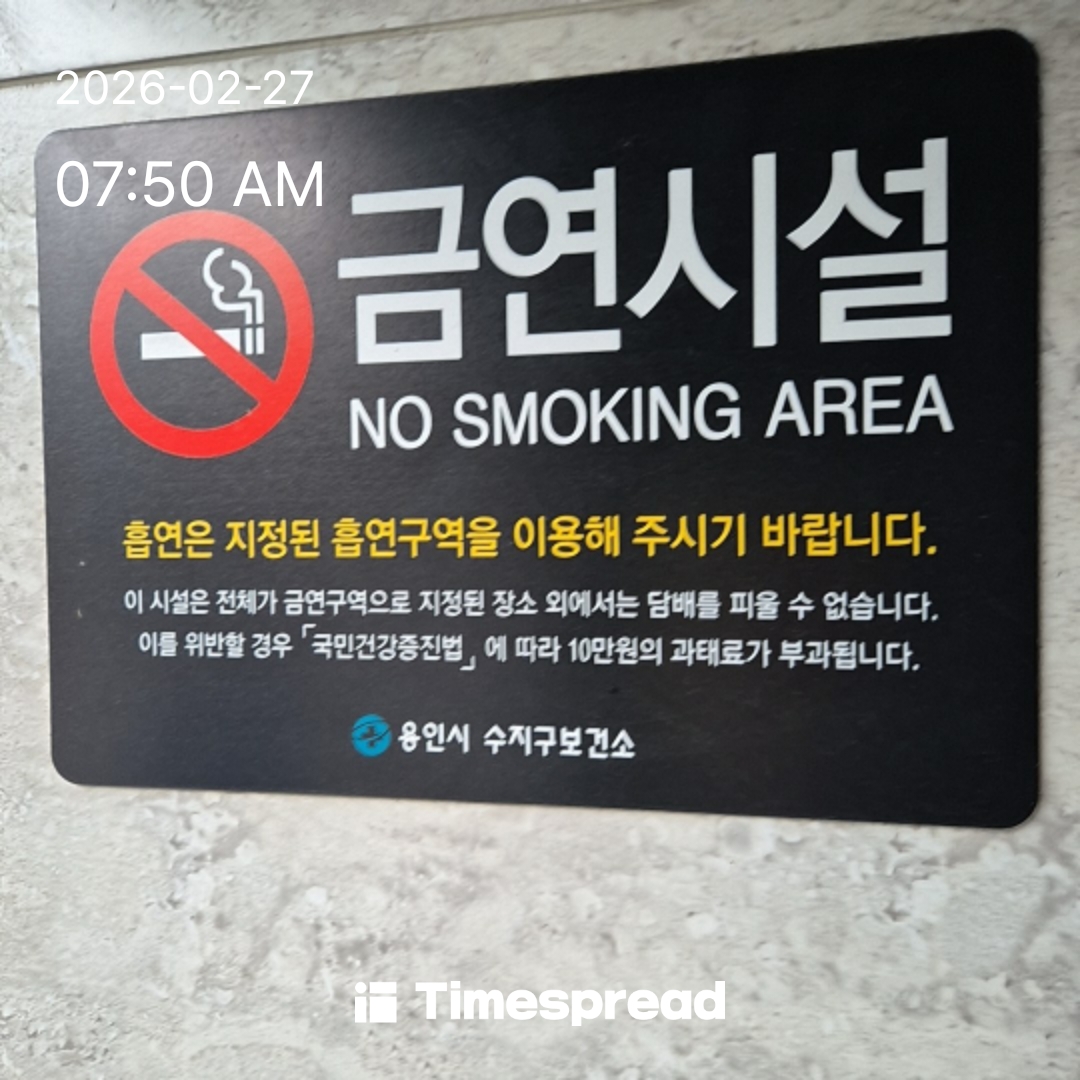 2026-02-27
07:50 AM
금연시설
NO SMOKING AREA
흡연은 지정된 흡연구역을 이용해 주시기 바랍니다.
이 시설은 전체가 금연구역으로 지정된 장소 외에서는 담배를 피울 수 없습니다.
이를 위반할 경우 「국민건강증진법」에 따라 10만원의 과태료가 부과됩니다.
용인시 수지구보건소
Timespread